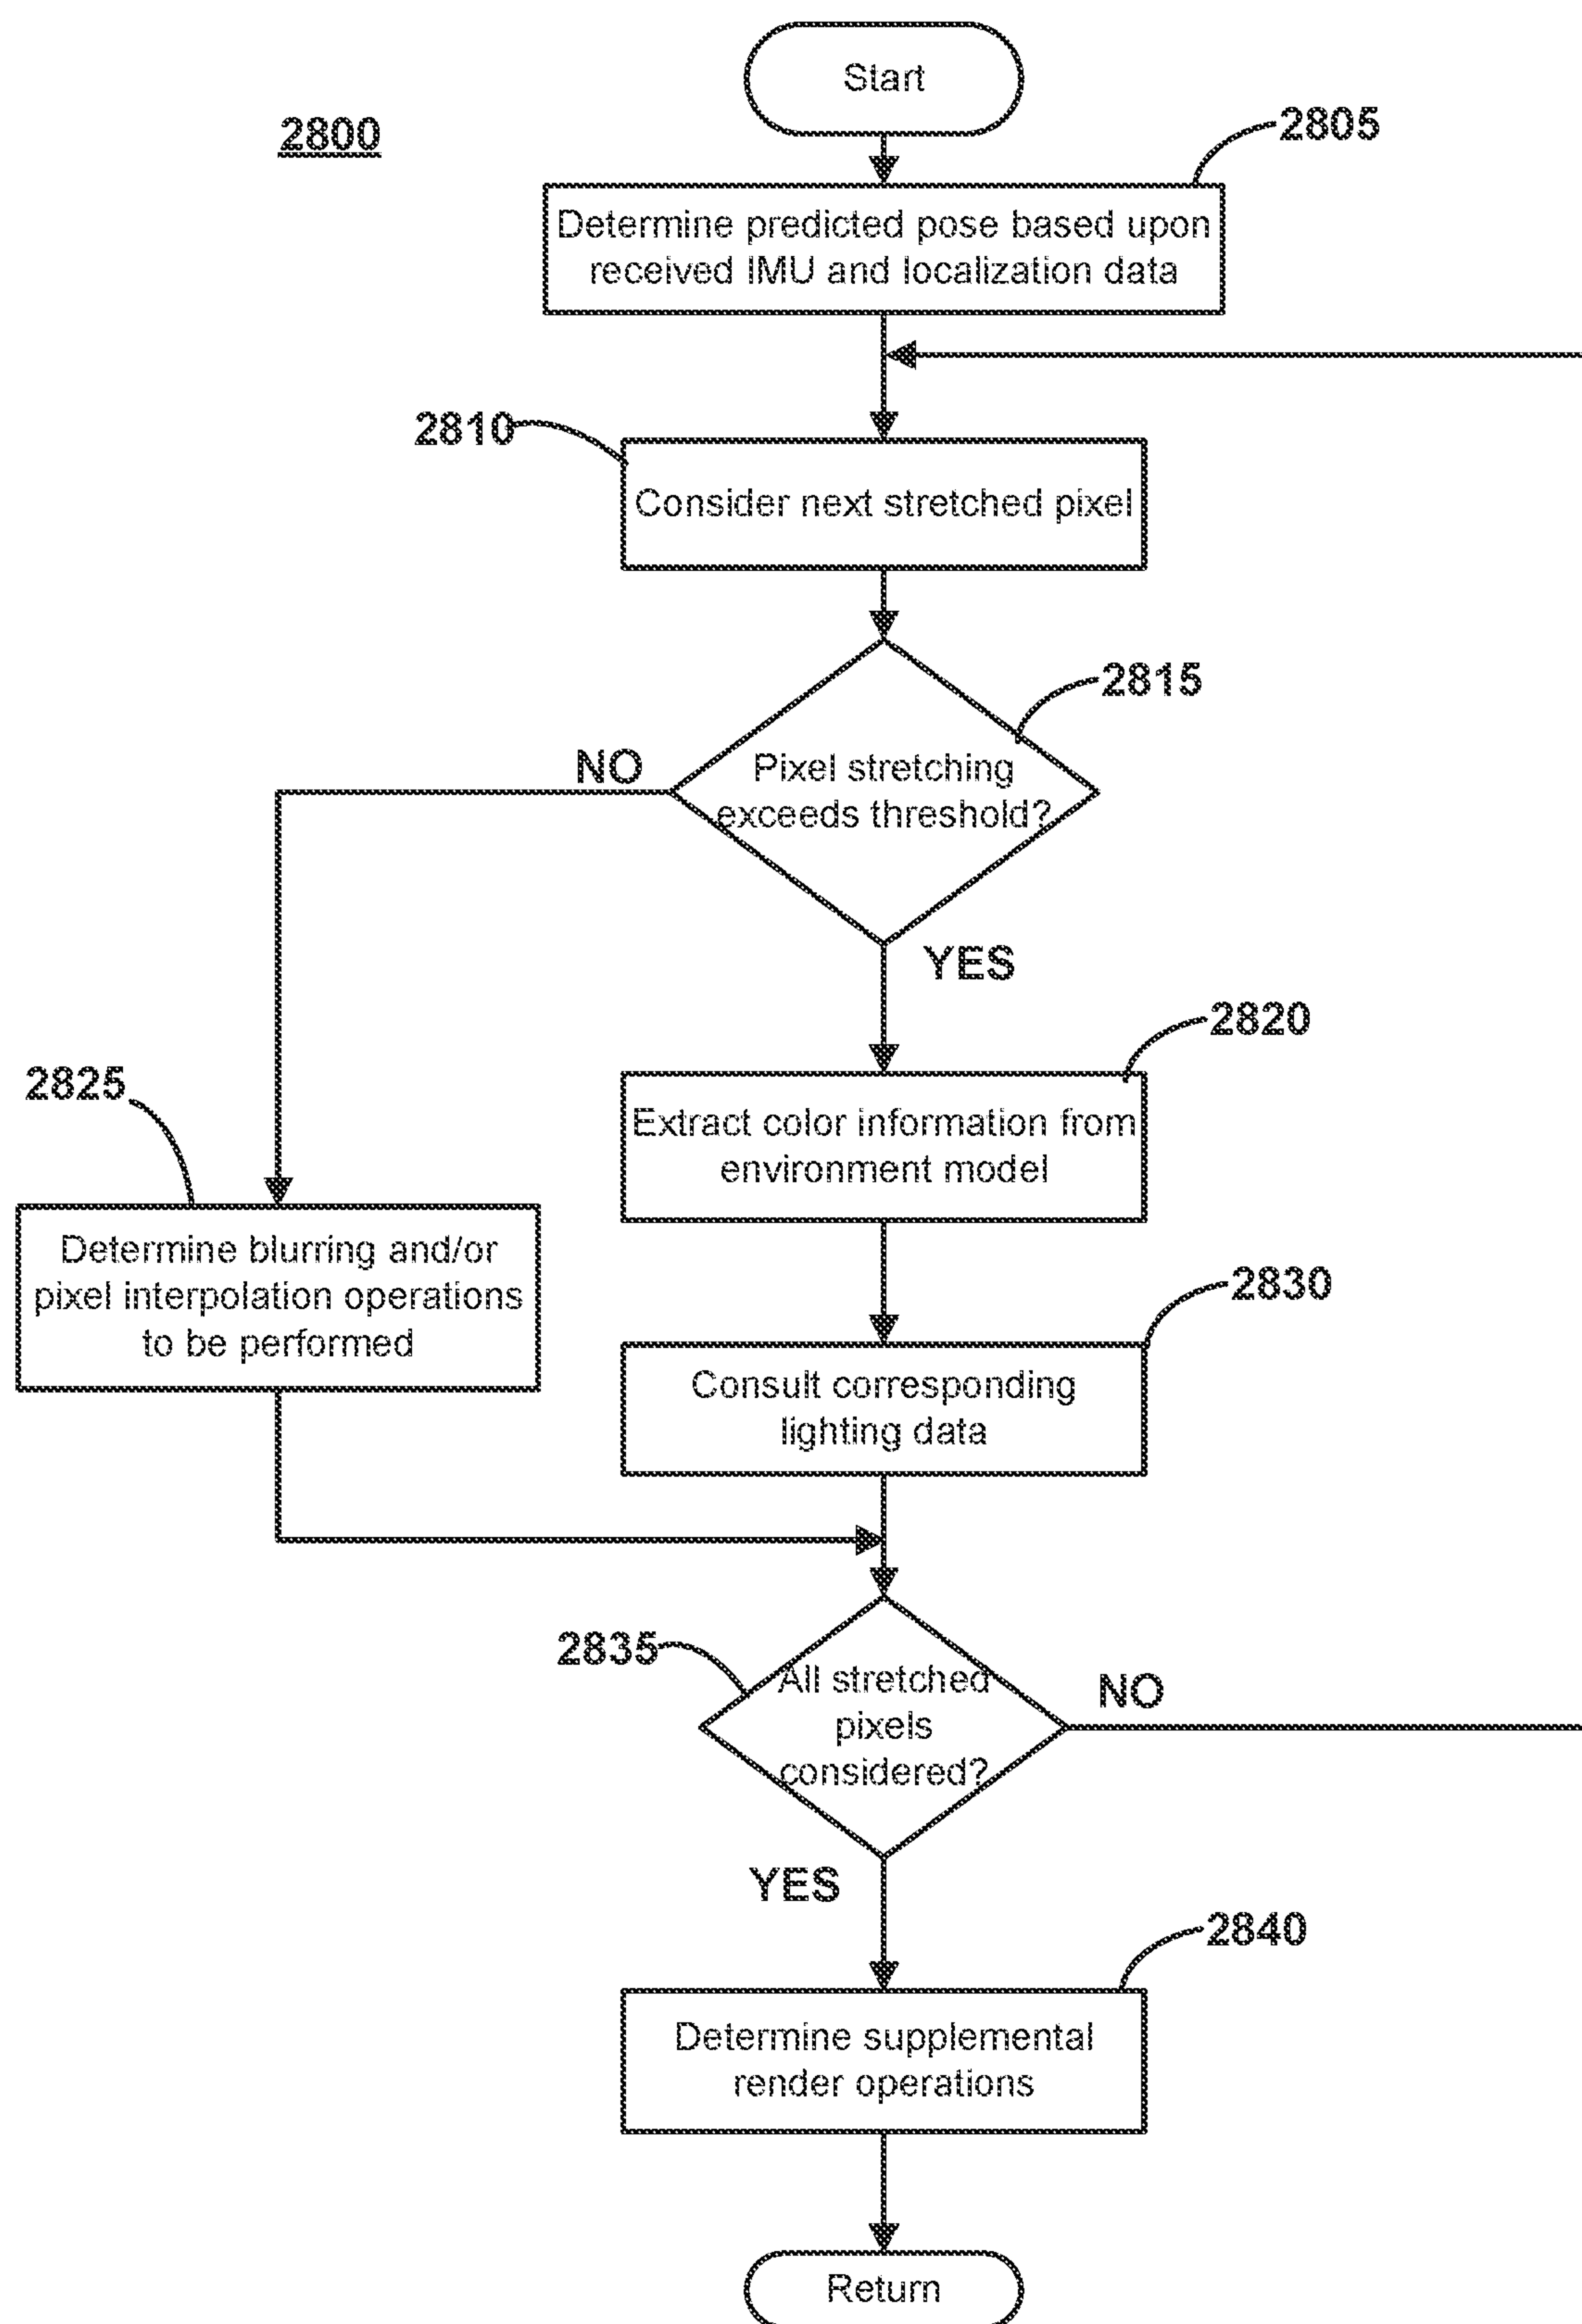 Start
2800
2805
Determine predicted pose based upon
received IMU and localization data
2810
Consider next stretched pixel
2815
NO
Pixel stretching
exceeds threshold?
YES
2820
Extract color information from
environment model
2825
Determine blurring and/or
pixel interpolation operations
to be performed
2830
Consult corresponding
lighting data
2835
All stretched
pixels
considered?
NO
YES
2840
Determine supplemental
render operations
Return